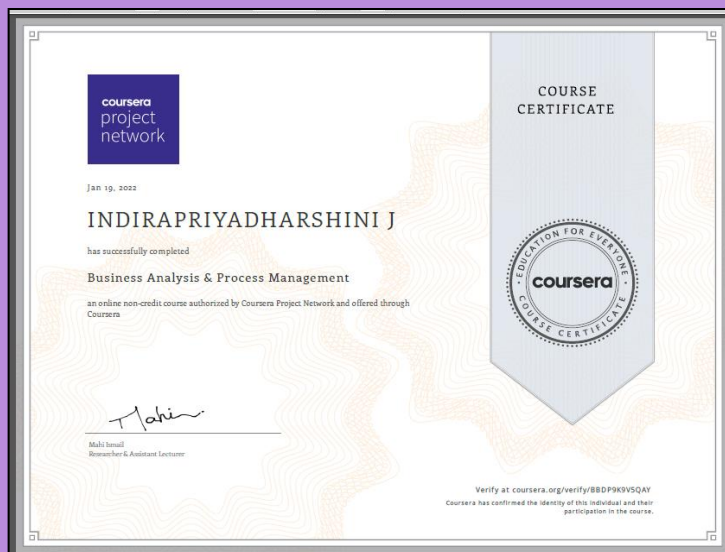 coursera
project
network
Jan 19, 2022
INDIRAPRIYADHARSHINI J
has successfully completed
Business Analysis & Process Management
an online non-credit course authorized by Coursera Project Network and offered through
Coursera
Mahi
Mahi Ismail
Researcher & Assistant Lecturer
COURSE
CERTIFICATE
EDUCATION FOR EVERYONE
coursera
COURSE CERTIFICATE
Verify at coursera.org/verify/BBDP9K9V5QAY
Coursera has confirmed the identity of this individual and their
participation in the course.